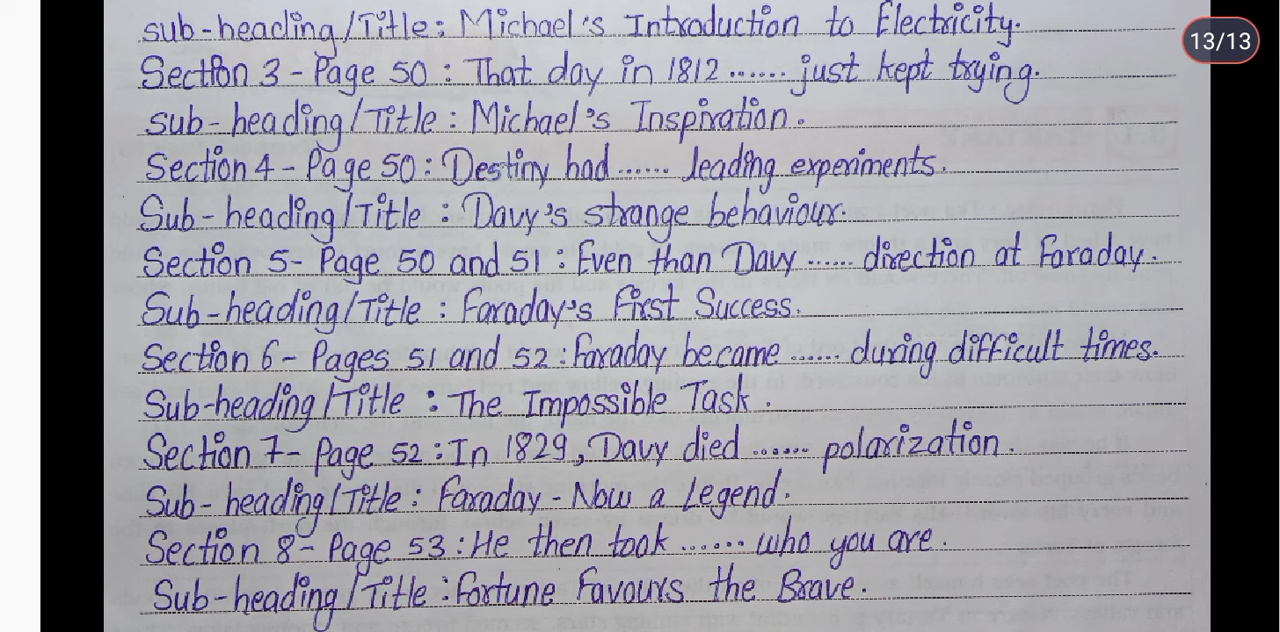 sub-heading/Title: Michael's Introduction to Electricity.
13/13
Section 3 - Page 50 : That day in 1812 ...... just kept trying.
sub-heading/Title : Michael's Inspiration.
Section 4 - Page 50 : Destiny had ...... leading experiments.
Sub-heading/Title : Davy's strange behaviour.
Section 5- Page 50 and 51 : Even than Davy ...... direction at Faraday.
Sub-heading/Title : Faraday's First Success.
Section 6 - Pages 51 and 52 : Faraday became ...... during difficult times.
Sub-heading/Title : The Impossible Task.
Section 7- Page 52 : In 1829, Davy died ...... polarization.
Sub-heading/Title : Faraday - Now a Legend.
Section 8- Page 53 : He then took ...... who you are.
Sub-heading/Title : Fortune Favours the Brave.